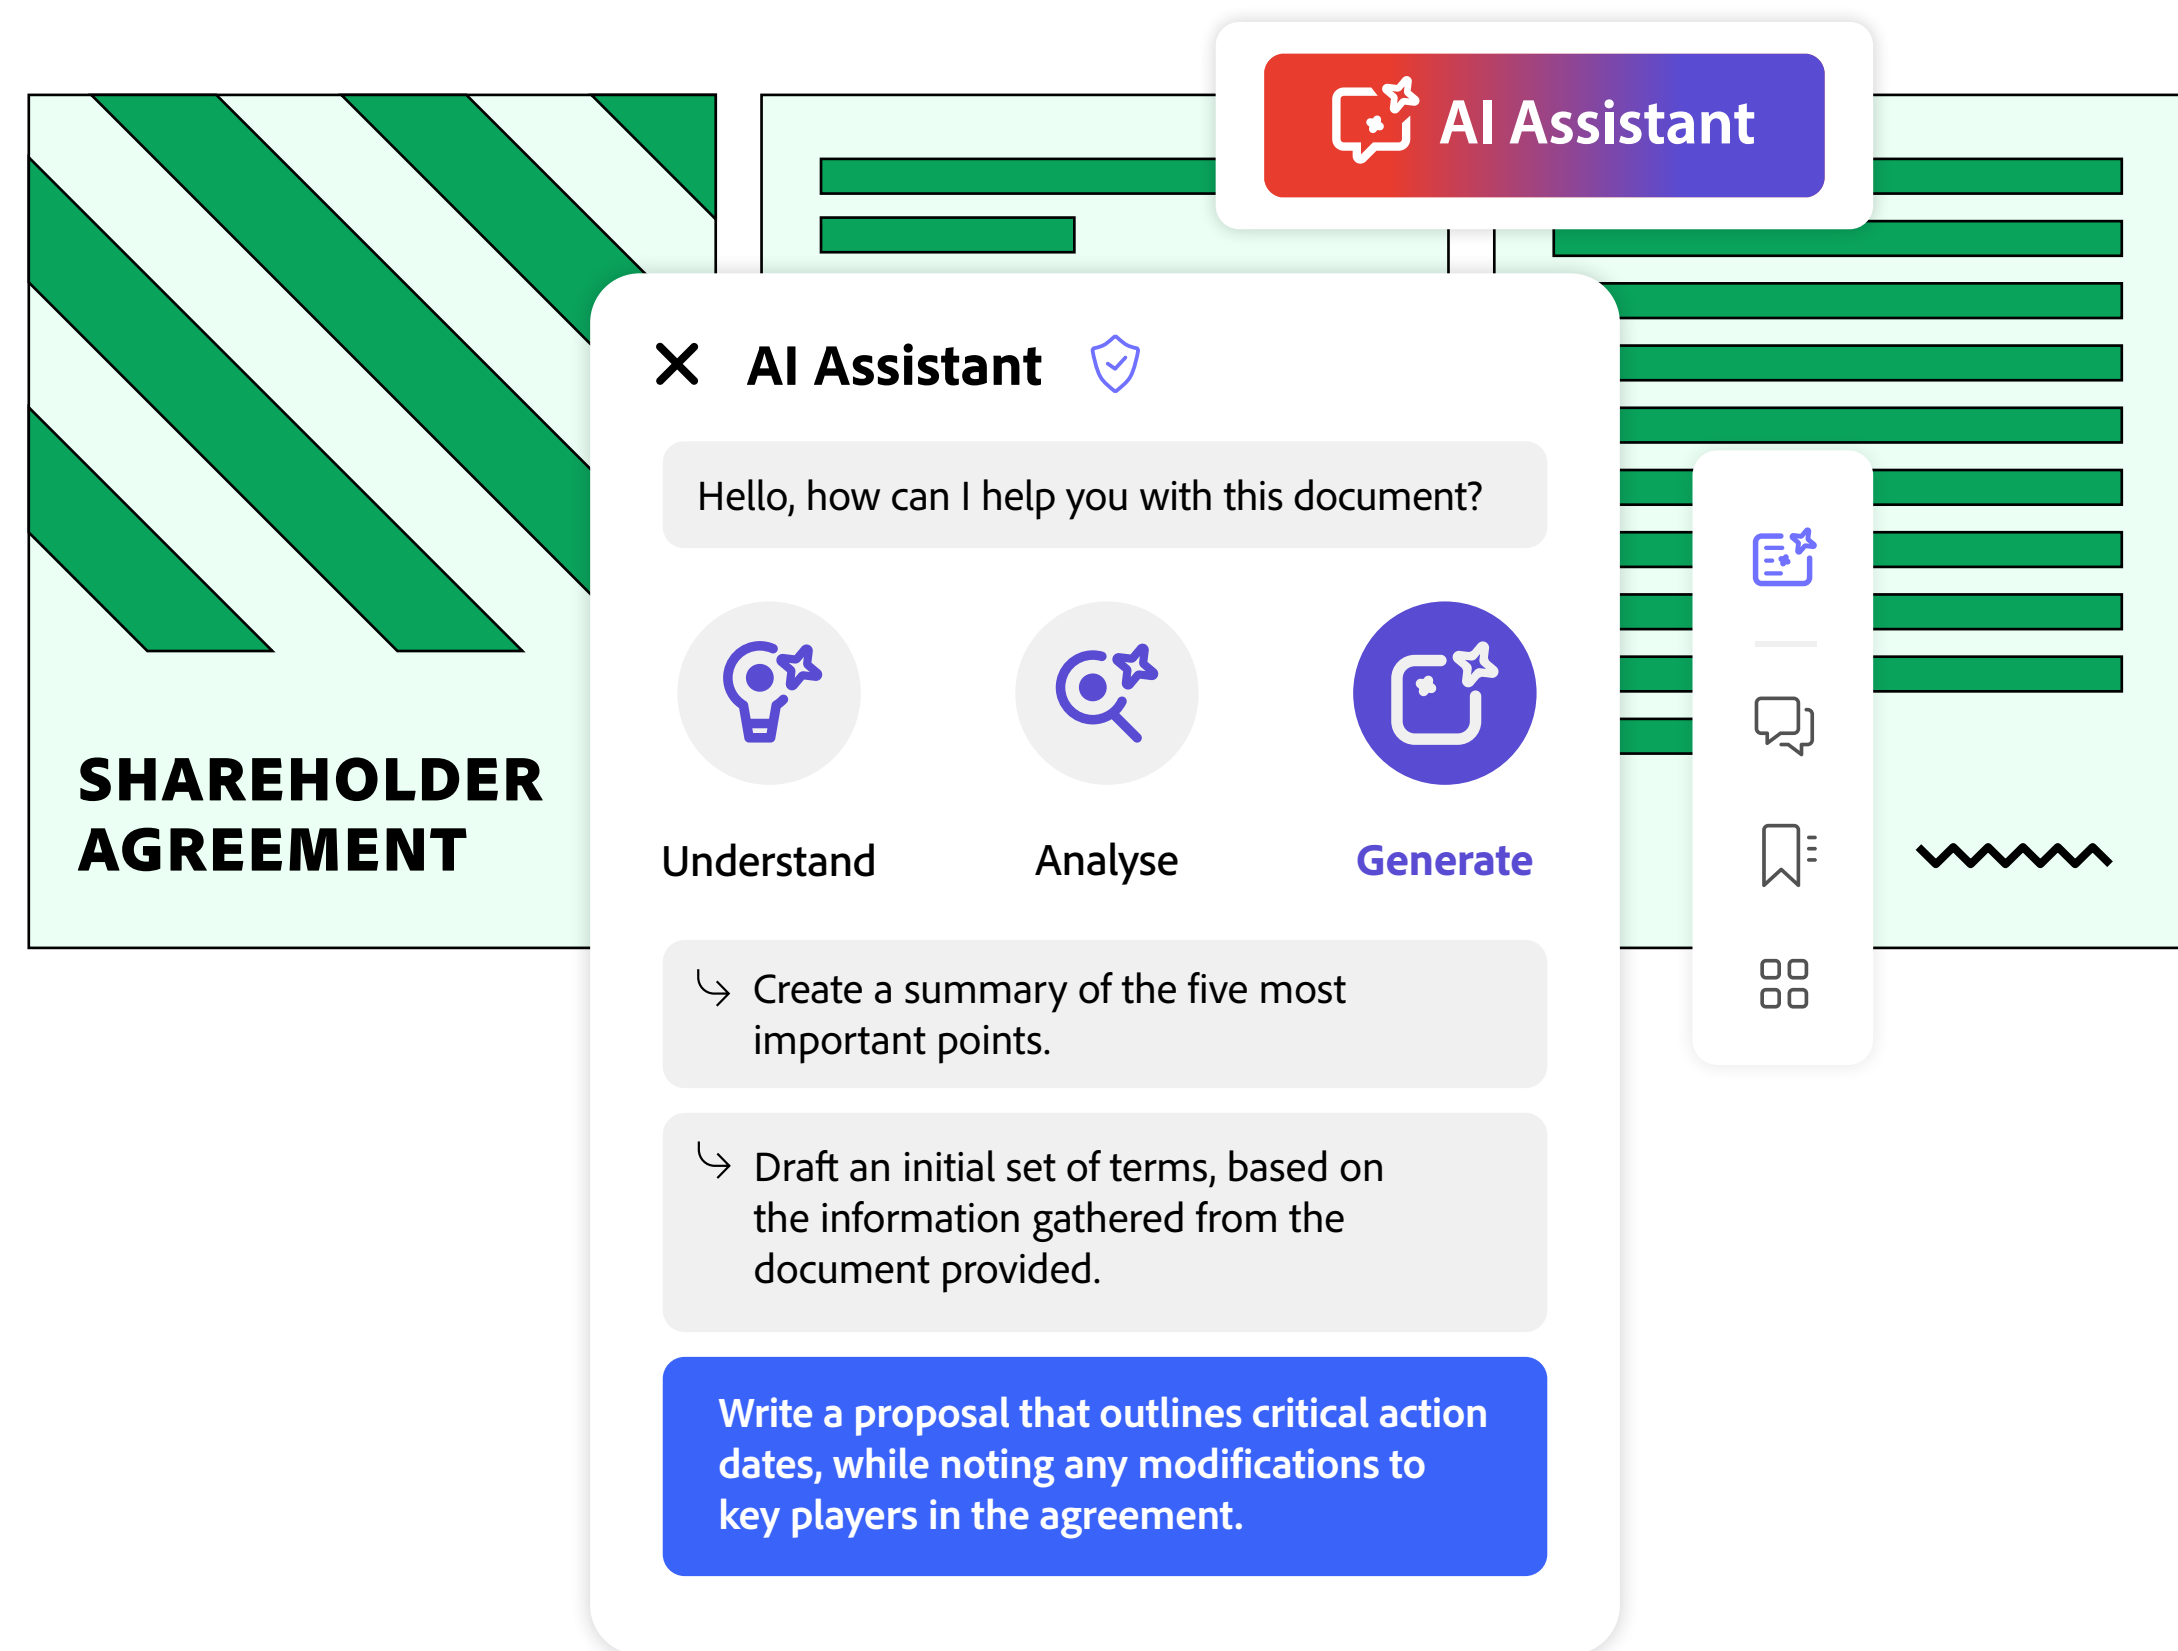 AI Assistant
AI Assistant
Hello, how can I help you with this document?
Understand
Analyse
Generate
SHAREHOLDER
AGREEMENT
Create a summary of the five most
important points.
Draft an initial set of terms, based on
the information gathered from the
document provided.
Write a proposal that outlines critical action
dates, while noting any modifications to
key players in the agreement.